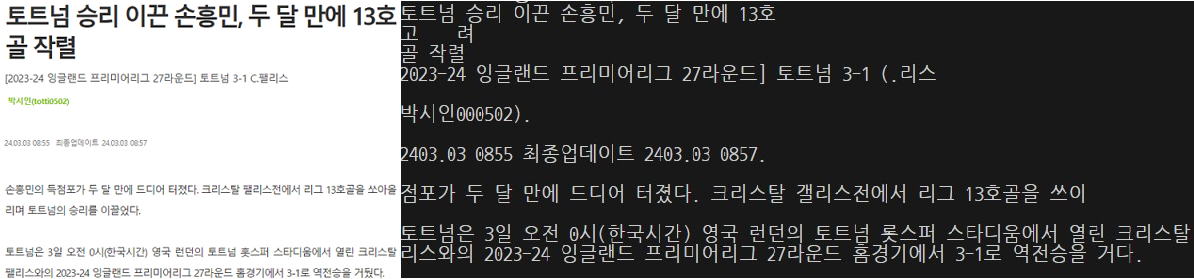 토트넘 승리 이끈 손흥민, 두 달 만에 13호
골 작렬
[2023-24 잉글랜드 프리미어리그 27라운드] 토트넘 3-1 C.팰리스
박시인(totti0502)
24.03.03 08:55 최종업데이트 24.03.03 08:57
손흥민의 득점포가 두 달 만에 드디어 터졌다. 크리스탈 팰리스전에서 리그 13호골을 쏘아올
리며 토트넘의 승리를 이끌었다.
토트넘은 3일 오전 0시(한국시간) 영국 런던의 토트넘 홋스퍼 스타디움에서 열린 크리스탈
팰리스와의 2023-24 잉글랜드 프리미어리그 27라운드 홈경기에서 3-1로 역전승을 거뒀다.
토트넘 승리 이끈 손흥민, 두 달 만에 13호
고 려
골 작렬
2023-24 잉글랜드 프리미어리그 27라운드] 토트넘 3-1 (.리스
박시인000502).
2403.03 0855 최종업데이트 2403.03 0857.
점포가 두 달 만에 드디어 터졌다. 크리스탈 갤리스전에서 리그 13호골을 쓰이
토트넘은 3일 오전 0시(한국시간) 영국 런던의 토트넘 롯스퍼 스타디움에서 열린 크리스탈
리스와의 2023-24 잉글랜드 프리미어리그 27라운드 홈경기에서 3-1로 역전승을 거다.